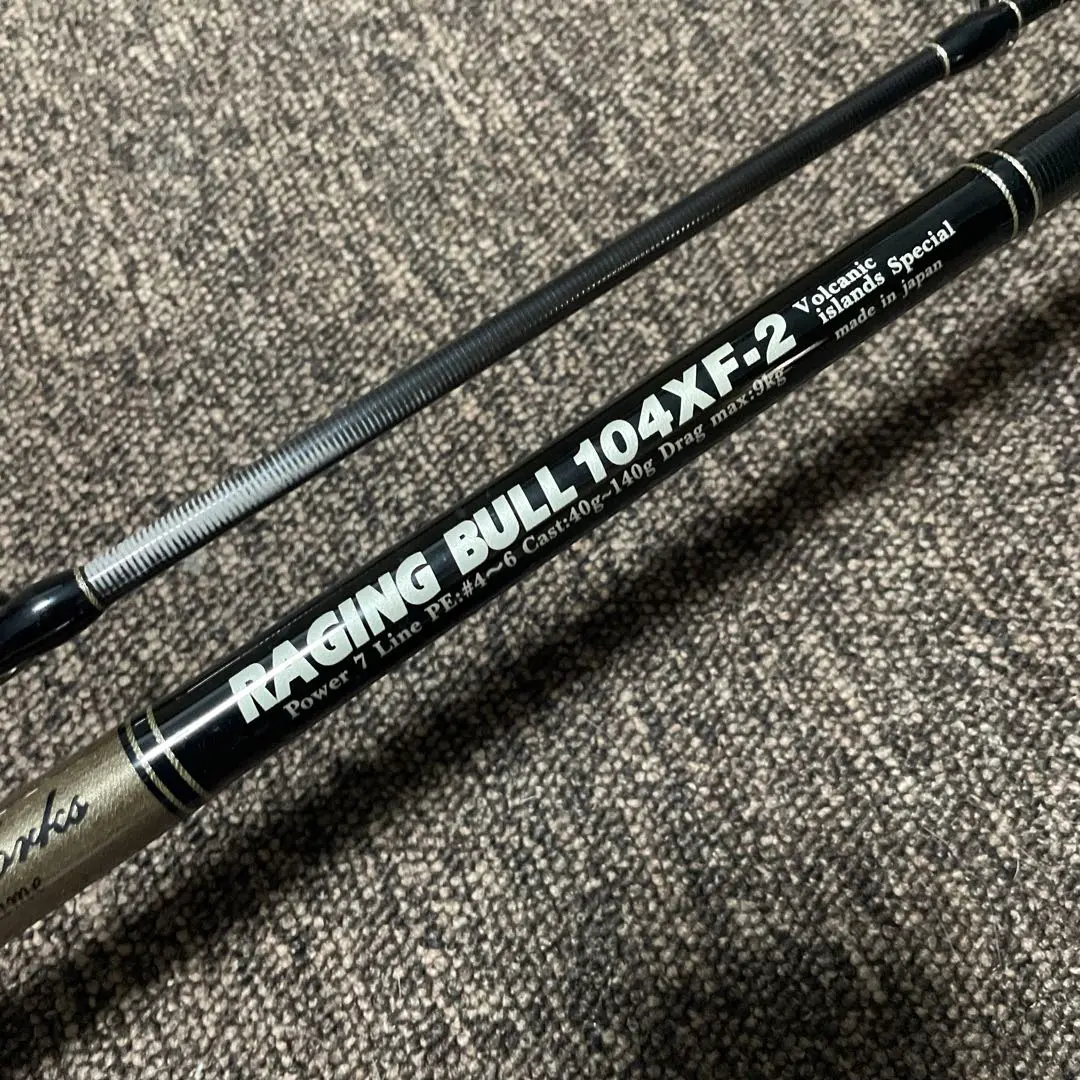 RAGING BULL 104XF-2
Volcanic
islands Special
Power 7 Line PE:#4~6 Cast:40g~140g Drag max:9kg
made in japan